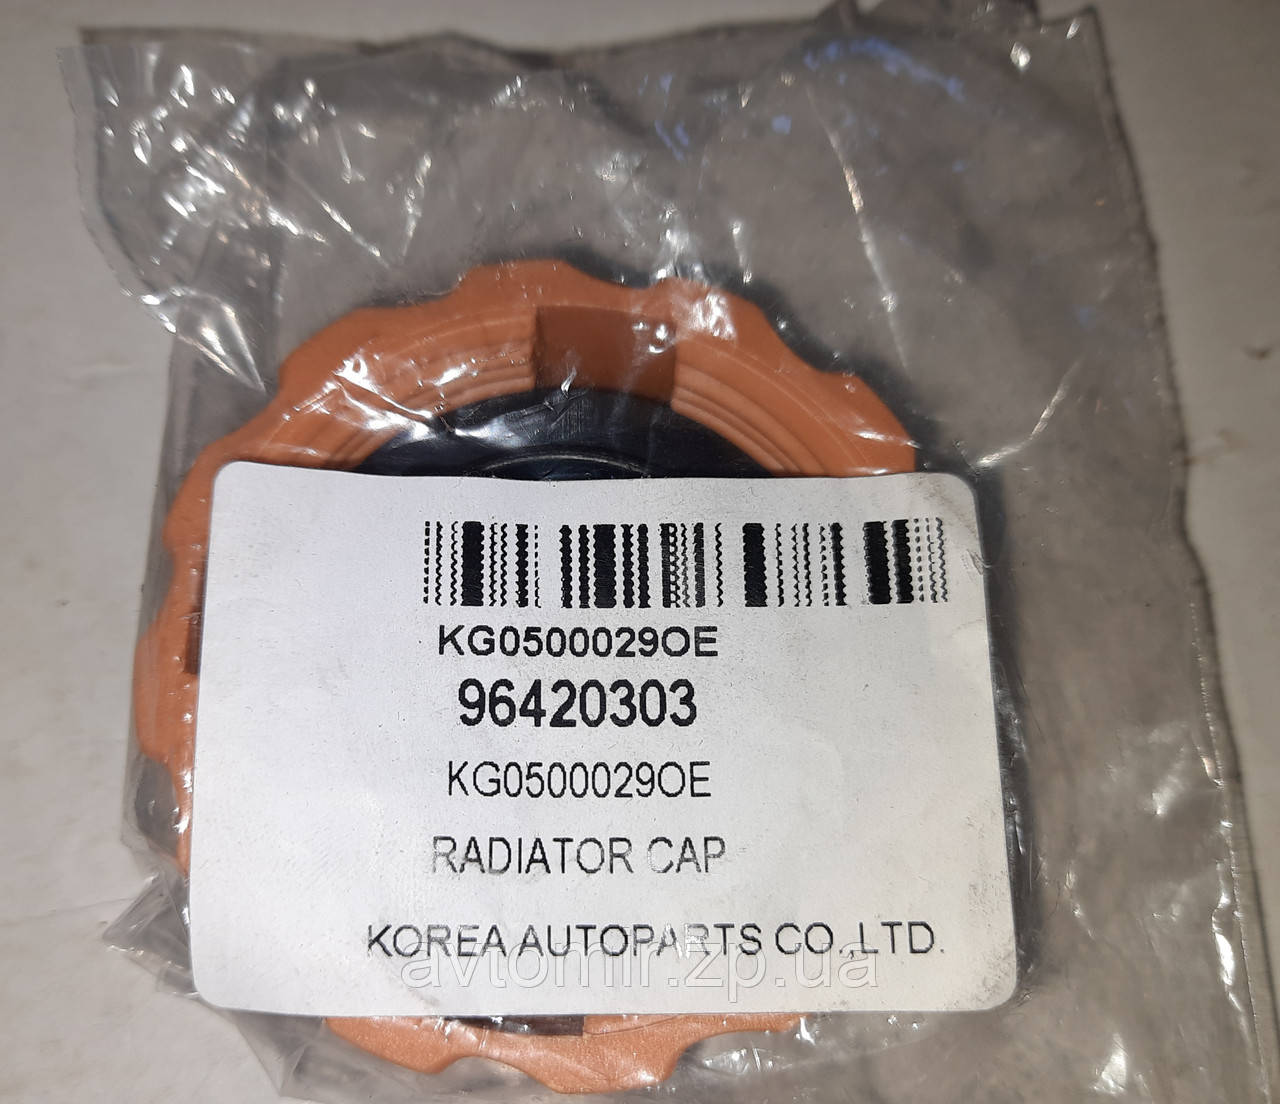 KG0500029OE
96420303
KG0500029OE
RADIATOR CAP
KOREA AUTOPARTS CO.,LTD.
avtomir.zp.ua